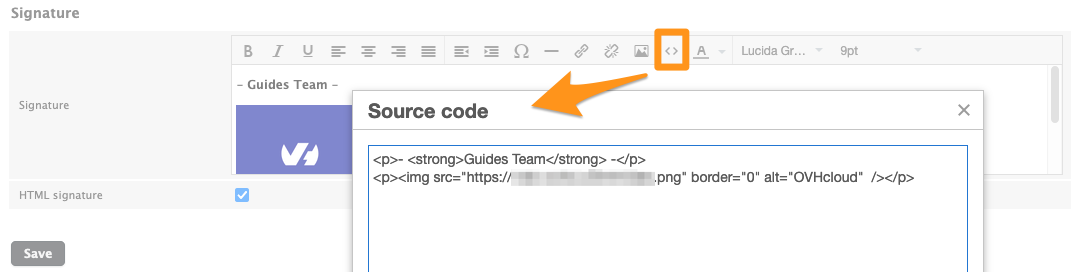 Signature
B I U Ω — <> A Lucida Gr... 9pt
Signature
- Guides Team -
Source code ×
<p>- <strong>Guides Team</strong> -</p>
<p><img src="https:// .png" border="0" alt="OVHcloud" /></p>
HTML signature
Save